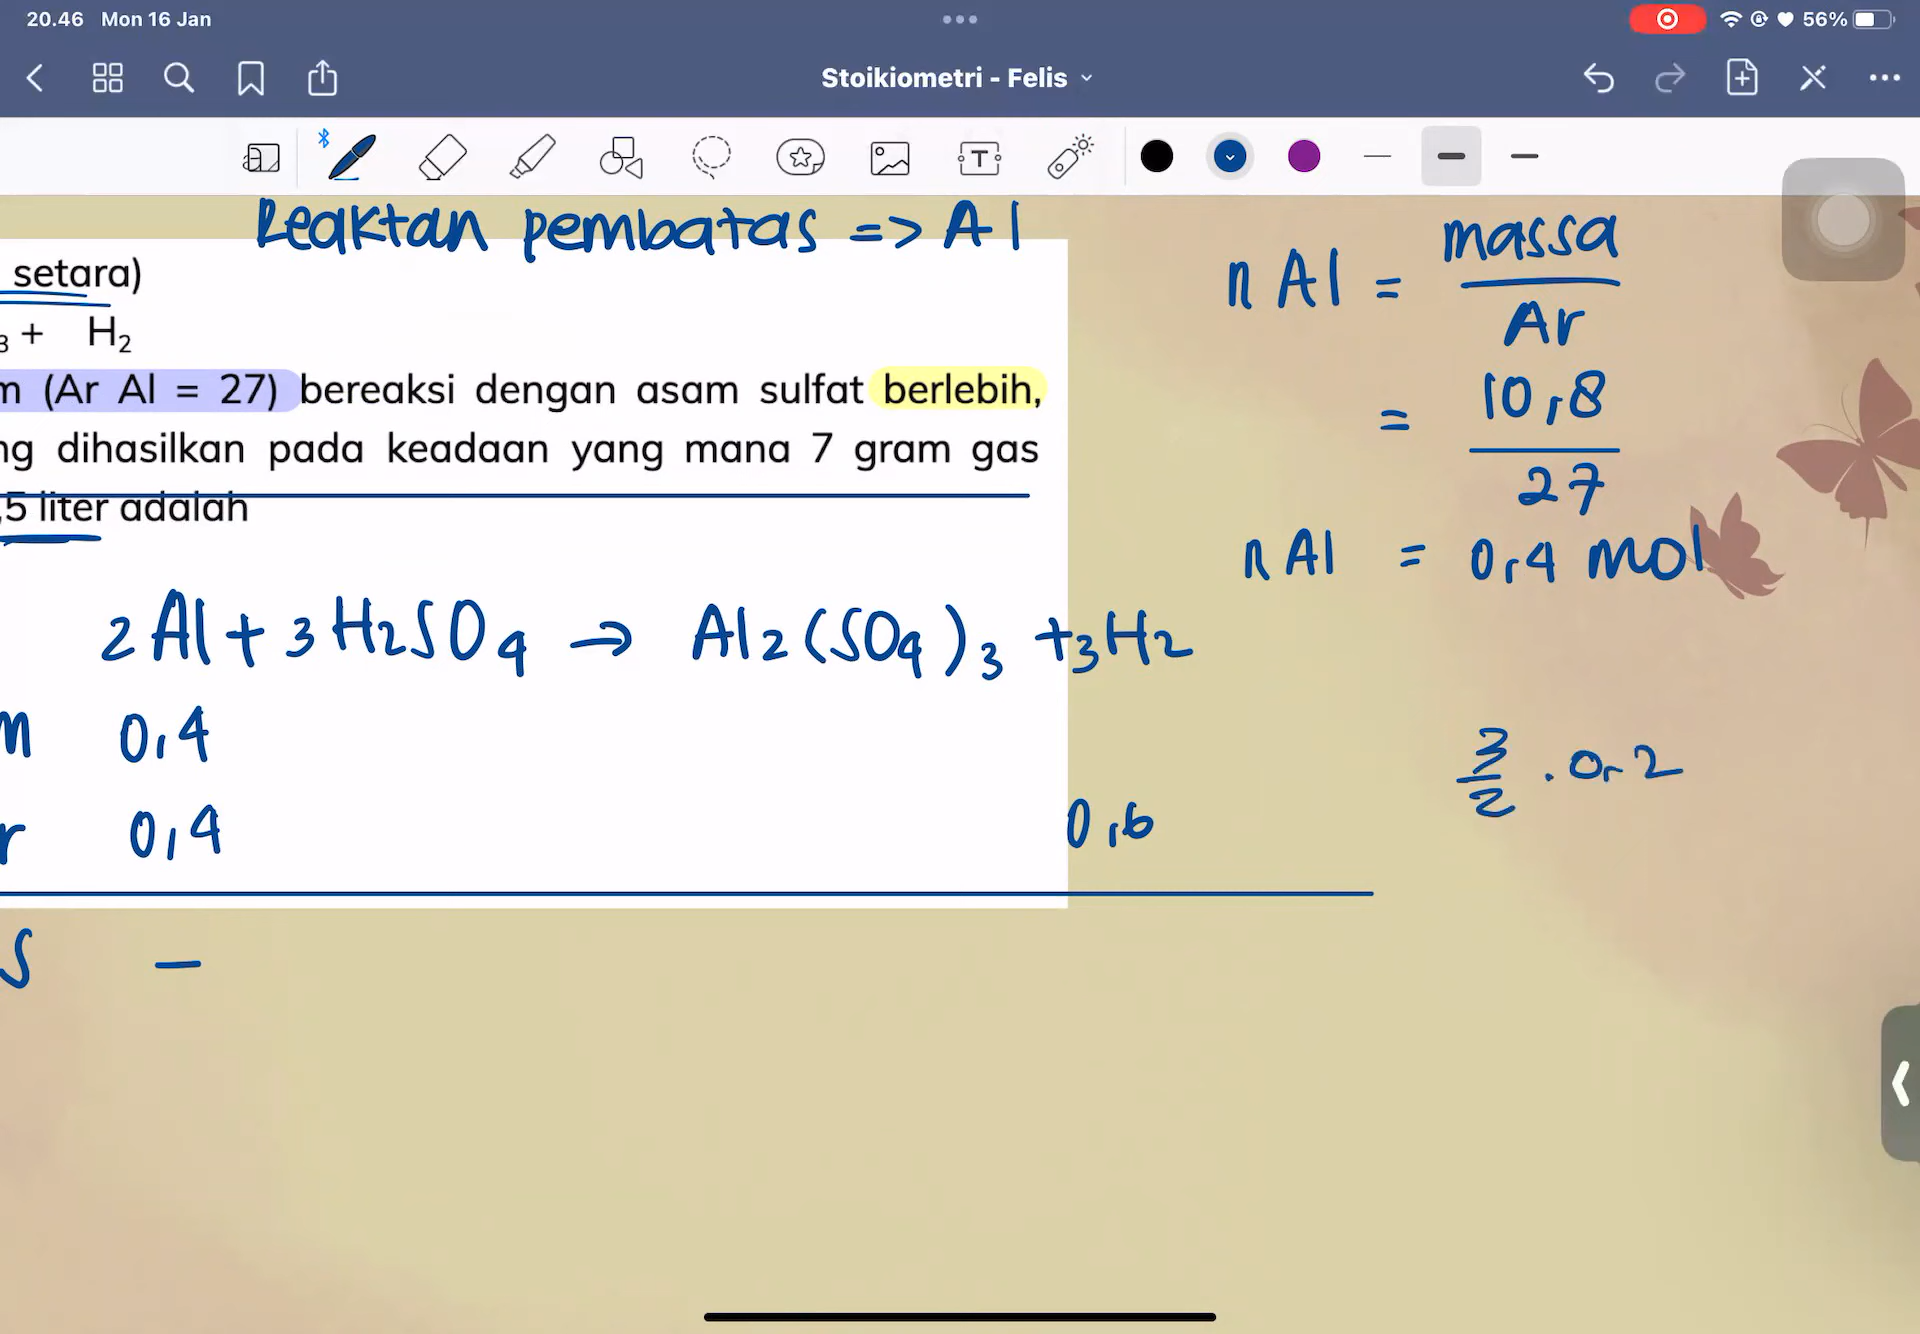 20.46 Mon 16 Jan
56%
Stoikiometri - Felis
Reaktan pembatas => Al
setara)
3 + H2
m (Ar Al = 27) bereaksi dengan asam sulfat berlebih,
ng dihasilkan pada keadaan yang mana 7 gram gas
,5 liter adalah
n Al = massa / Ar
= 10,8 / 27
n Al = 0,4 mol
2Al + 3H2SO4 → Al2(SO4)3 + 3H2
m 0,4
r 0,4 0,6
3/2 . 0,2
s –